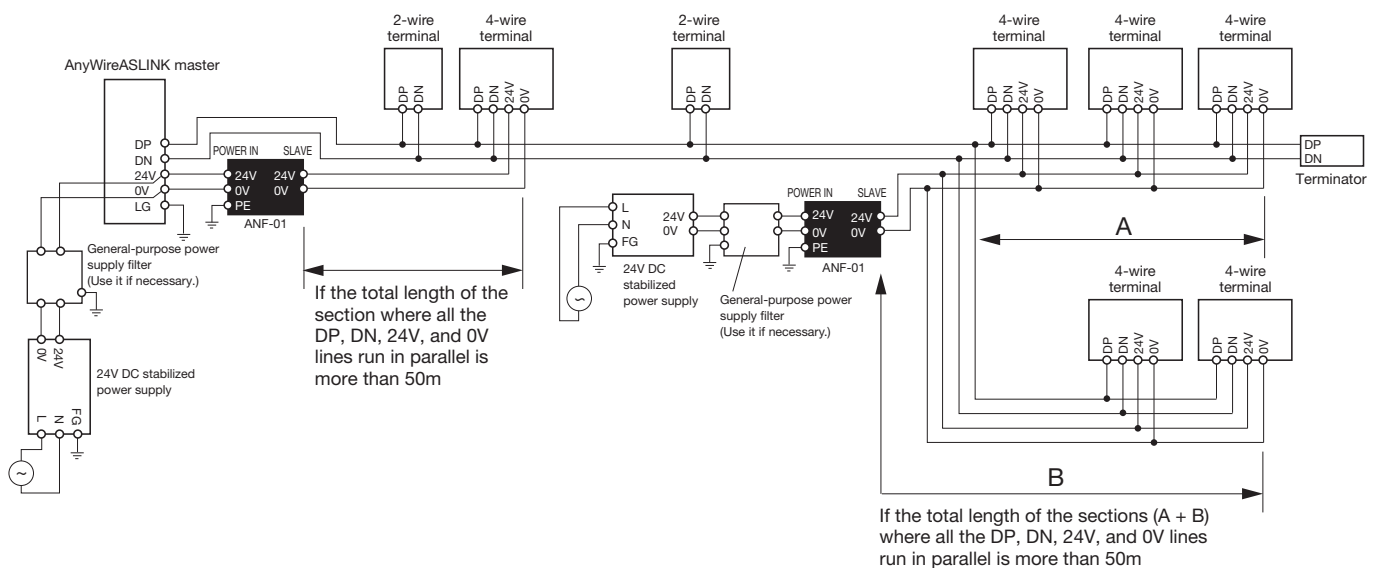 2-wire
terminal
4-wire
terminal
2-wire
terminal
4-wire
terminal
4-wire
terminal
4-wire
terminal
AnyWireASLINK master
DP
DN
DP
DN
24V
0V
DP
DN
DP
DN
24V
0V
DP
DN
24V
0V
DP
DN
24V
0V
DP
DN
24V
0V
LG
POWER IN
SLAVE
24V
0V
PE
24V
0V
ANF-01
DP
DN
Terminator
General-purpose power
supply filter
(Use it if necessary.)
0V
24V
24V DC stabilized
power supply
L
N
FG
~
If the total length of the
section where all the
DP, DN, 24V, and 0V
lines run in parallel is
more than 50m
L
N
FG
24V
0V
~
24V DC
stabilized
power supply
General-purpose power
supply filter
(Use it if necessary.)
POWER IN
SLAVE
24V
0V
PE
24V
0V
ANF-01
A
4-wire
terminal
4-wire
terminal
DP
DN
24V
0V
DP
DN
24V
0V
B
If the total length of the sections (A + B)
where all the DP, DN, 24V, and 0V lines
run in parallel is more than 50m